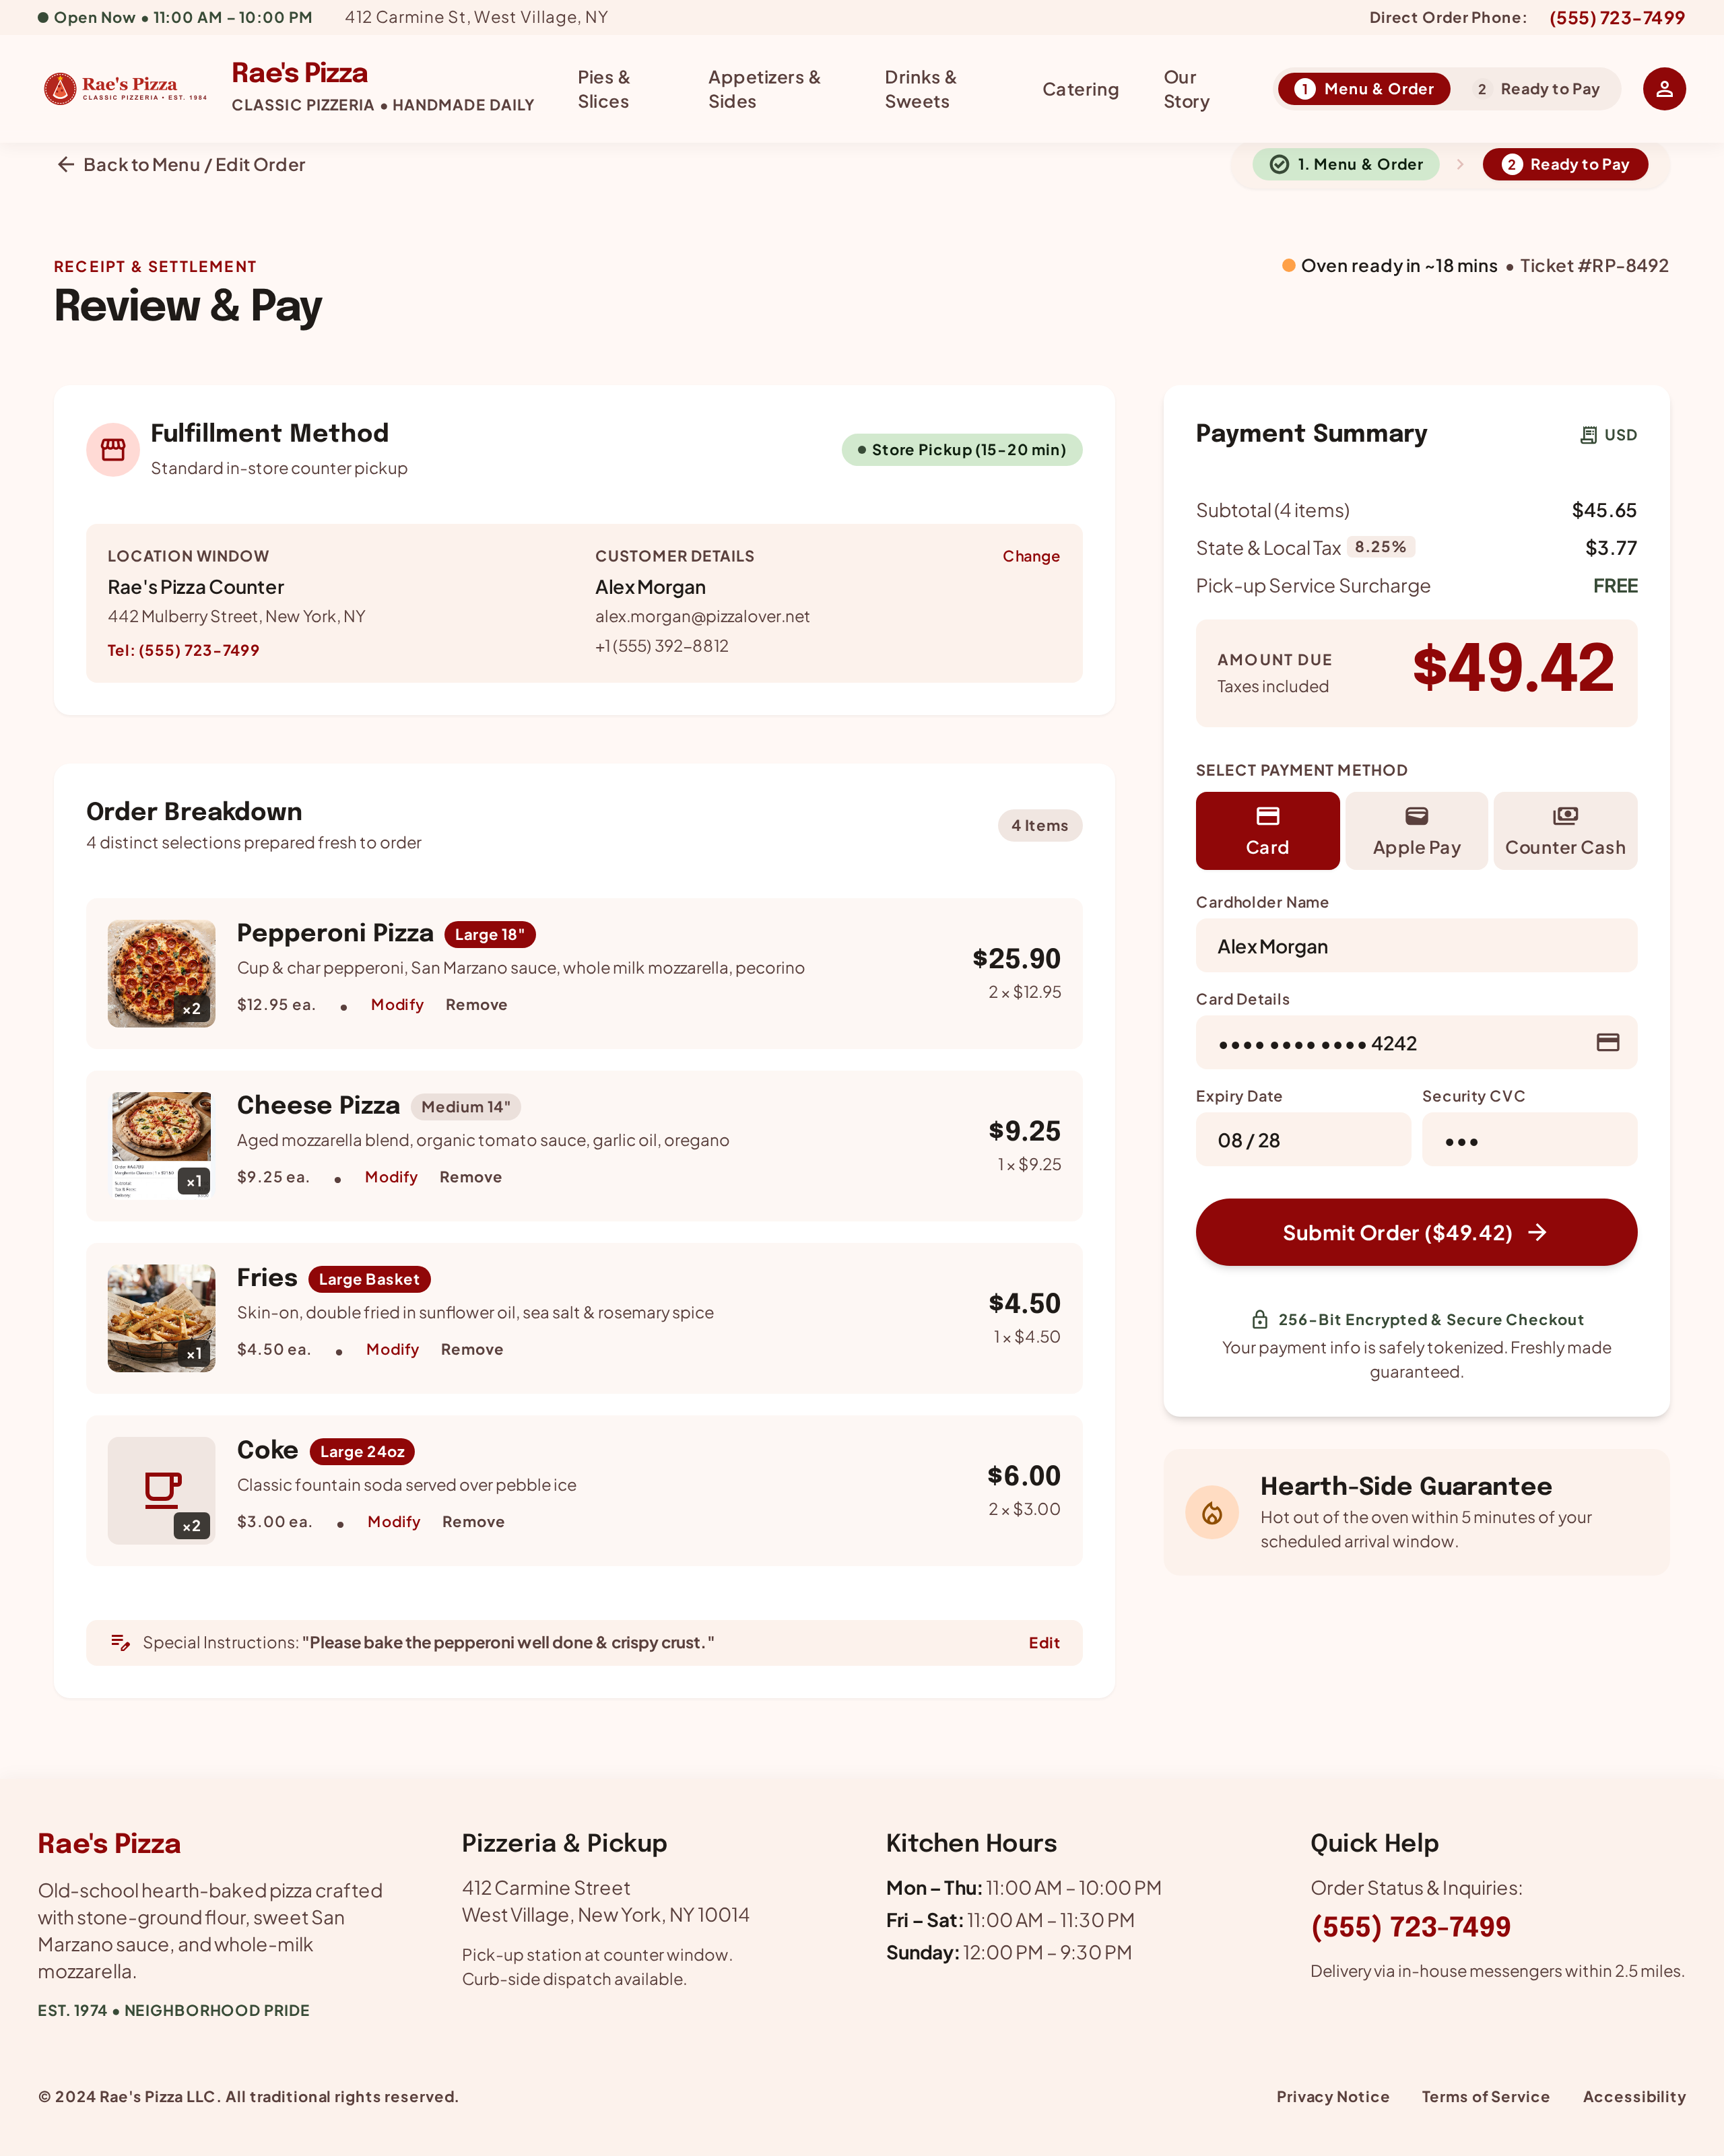 Open Now • 11:00 AM – 10:00 PM
412 Carmine St, West Village, NY
Direct Order Phone: (555) 723-7499
Rae's Pizza
CLASSIC PIZZERIA • EST. 1984
Rae's Pizza
CLASSIC PIZZERIA • HANDMADE DAILY
Pies & Slices
Appetizers & Sides
Drinks & Sweets
Catering
Our Story
1 Menu & Order
2 Ready to Pay
Back to Menu / Edit Order
1. Menu & Order
2 Ready to Pay
RECEIPT & SETTLEMENT
Review & Pay
Oven ready in ~18 mins • Ticket #RP-8492
Fulfillment Method
Standard in-store counter pickup
• Store Pickup (15-20 min)
LOCATION WINDOW
Rae's Pizza Counter
442 Mulberry Street, New York, NY
Tel: (555) 723-7499
CUSTOMER DETAILS
Change
Alex Morgan
alex.morgan@pizzalover.net
+1 (555) 392-8812
Order Breakdown
4 distinct selections prepared fresh to order
4 Items
×2
Pepperoni Pizza Large 18"
Cup & char pepperoni, San Marzano sauce, whole milk mozzarella, pecorino
$12.95 ea. • Modify Remove
$25.90
2 × $12.95
×1
Cheese Pizza Medium 14"
Aged mozzarella blend, organic tomato sauce, garlic oil, oregano
$9.25 ea. • Modify Remove
$9.25
1 × $9.25
×1
Fries Large Basket
Skin-on, double fried in sunflower oil, sea salt & rosemary spice
$4.50 ea. • Modify Remove
$4.50
1 × $4.50
×2
Coke Large 24oz
Classic fountain soda served over pebble ice
$3.00 ea. • Modify Remove
$6.00
2 × $3.00
Special Instructions: "Please bake the pepperoni well done & crispy crust."
Edit
Payment Summary
USD
Subtotal (4 items) $45.65
State & Local Tax 8.25% $3.77
Pick-up Service Surcharge FREE
AMOUNT DUE
Taxes included
$49.42
SELECT PAYMENT METHOD
Card
Apple Pay
Counter Cash
Cardholder Name
Alex Morgan
Card Details
•••• •••• •••• 4242
Expiry Date
08 / 28
Security CVC
•••
Submit Order ($49.42)
256-Bit Encrypted & Secure Checkout
Your payment info is safely tokenized. Freshly made
guaranteed.
Hearth-Side Guarantee
Hot out of the oven within 5 minutes of your
scheduled arrival window.
Rae's Pizza
Old-school hearth-baked pizza crafted
with stone-ground flour, sweet San
Marzano sauce, and whole-milk
mozzarella.
EST. 1974 • NEIGHBORHOOD PRIDE
Pizzeria & Pickup
412 Carmine Street
West Village, New York, NY 10014
Pick-up station at counter window.
Curb-side dispatch available.
Kitchen Hours
Mon – Thu: 11:00 AM – 10:00 PM
Fri – Sat: 11:00 AM – 11:30 PM
Sunday: 12:00 PM – 9:30 PM
Quick Help
Order Status & Inquiries:
(555) 723-7499
Delivery via in-house messengers within 2.5 miles.
© 2024 Rae's Pizza LLC. All traditional rights reserved.
Privacy Notice
Terms of Service
Accessibility